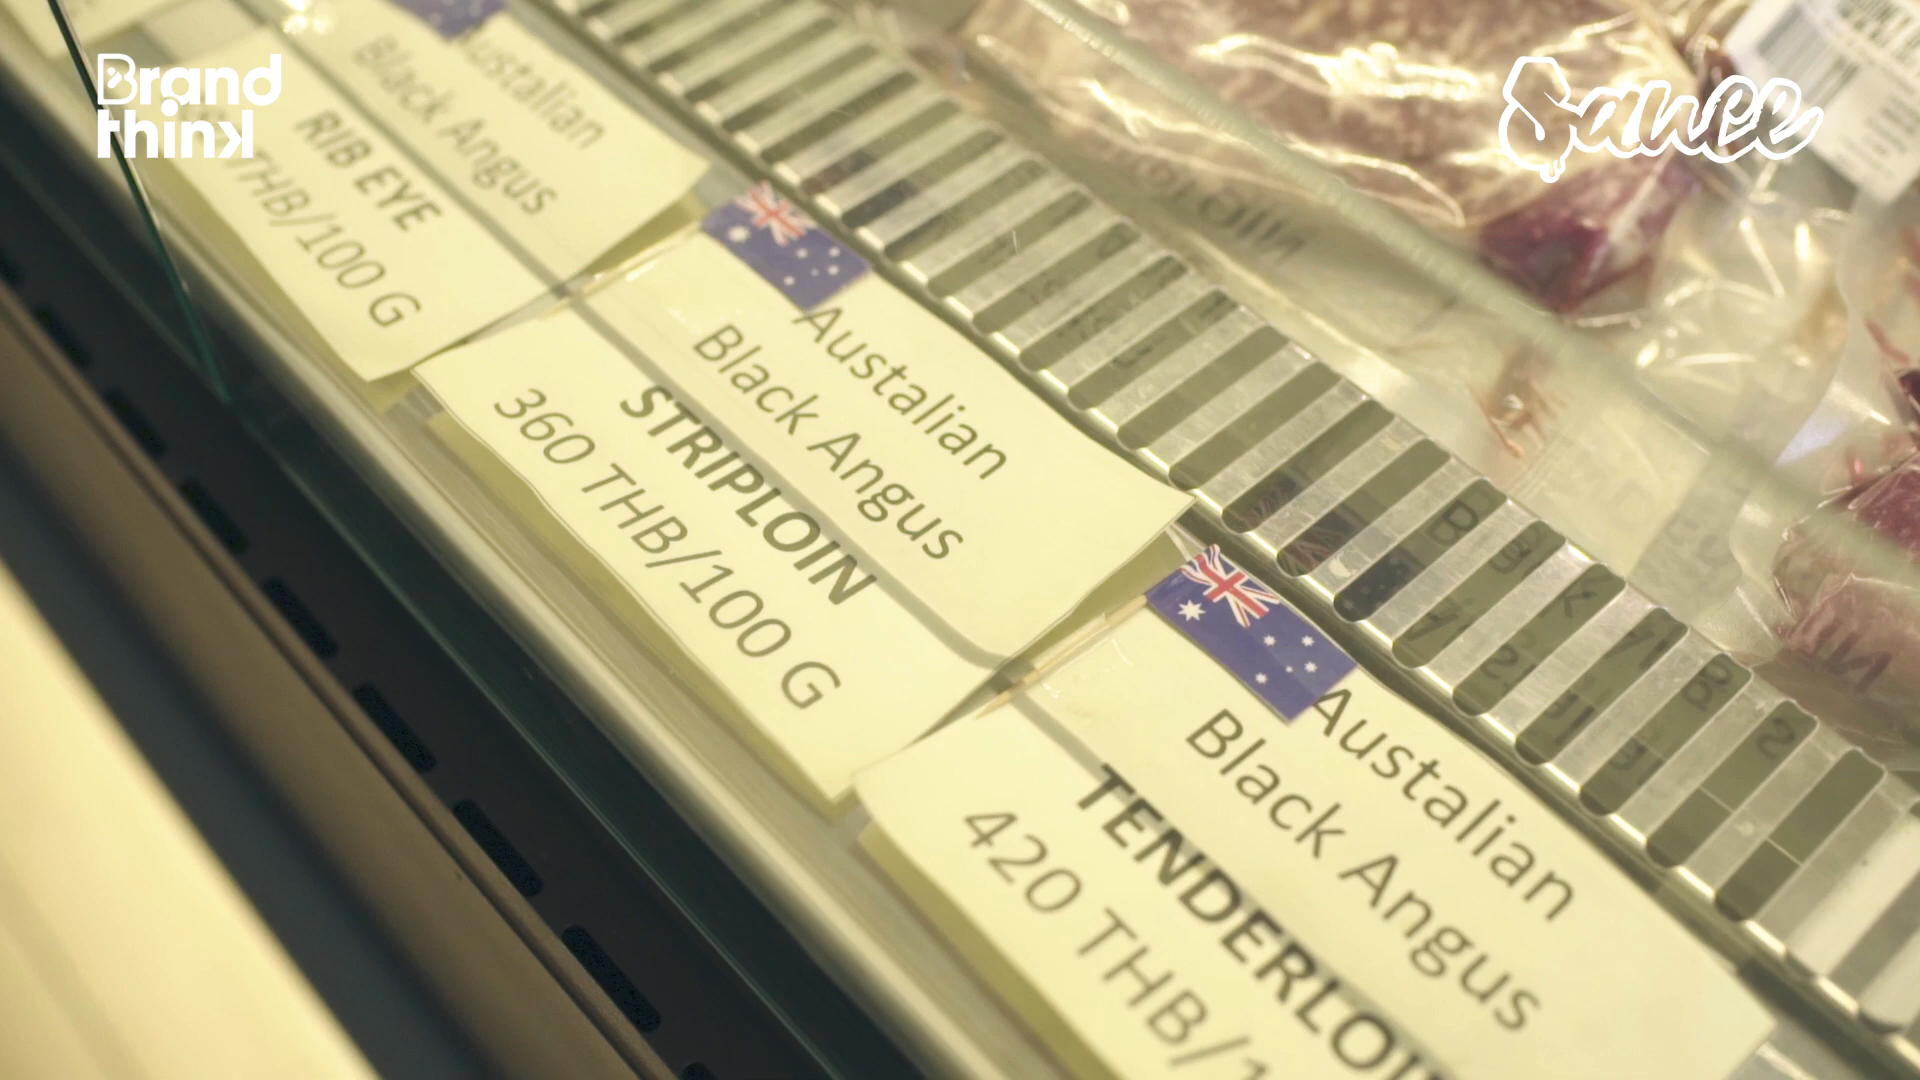 Brand
think
Sauce
Australian
Black Angus
RIB EYE
THB/100 G
Australian
Black Angus
STRIPLOIN
360 THB/100 G
Australian
Black Angus
TENDERLOI
420 THB/1